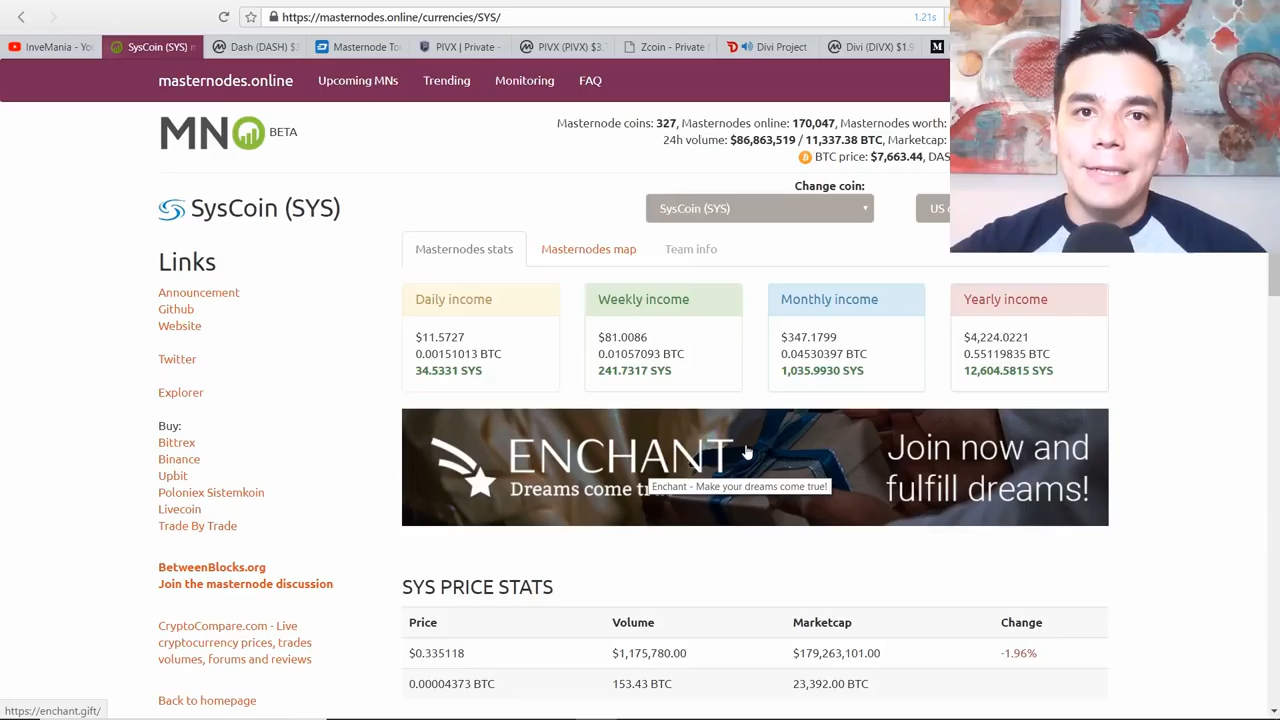 https://masternodes.online/currencies/SYS/
1.21s
InveMania - Yo
SysCoin (SYS) m
Dash (DASH) $
Masternode To
PIVX | Private -
PIVX (PIVX) $3.
Zcoin - Private
Divi Project
Divi (DIVX) $1.9
masternodes.online
Upcoming MNs
Trending
Monitoring
FAQ
MNO BETA
Masternode coins: 327, Masternodes online: 170,047, Masternodes worth:
24h volume: $86,863,519 / 11,337.38 BTC, Marketcap:
BTC price: $7,663.44, DAS
SysCoin (SYS)
Change coin:
SysCoin (SYS)
US
Masternodes stats
Masternodes map
Team info
Links
Announcement
Github
Website
Twitter
Explorer
Buy:
Bittrex
Binance
Upbit
Poloniex Sistemkoin
Livecoin
Trade By Trade
BetweenBlocks.org
Join the masternode discussion
CryptoCompare.com - Live
cryptocurrency prices, trades
volumes, forums and reviews
Back to homepage
Daily income
$11.5727
0.00151013 BTC
34.5331 SYS
Weekly income
$81.0086
0.01057093 BTC
241.7317 SYS
Monthly income
$347.1799
0.04530397 BTC
1,035.9930 SYS
Yearly income
$4,224.0221
0.55119835 BTC
12,604.5815 SYS
ENCHANT
Dreams come
Enchant - Make your dreams come true!
Join now and
fulfill dreams!
SYS PRICE STATS
Price Volume Marketcap Change
$0.335118 $1,175,780.00 $179,263,101.00 -1.96%
0.00004373 BTC 153.43 BTC 23,392.00 BTC
https://enchant.gift/